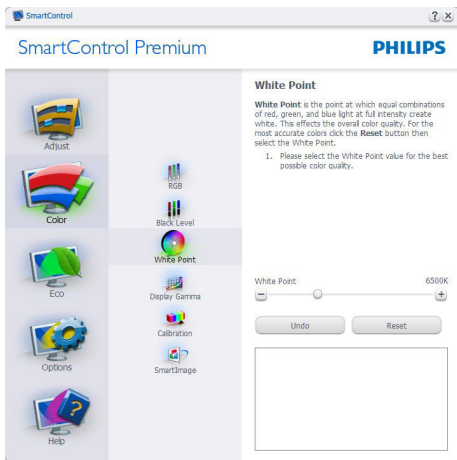 SmartControl
? x
SmartControl Premium
PHILIPS
Adjust
Color
Eco
Options
Help
RGB
Black Level
White Point
Display Gamma
Calibration
SmartImage
White Point
White Point is the point at which equal combinations
of red, green, and blue light at full intensity create
white. This effects the overall color quality. For the
most accurate colors click the Reset button then
select the White Point.
1. Please select the White Point value for the best
possible color quality.
White Point 6500K
Undo Reset